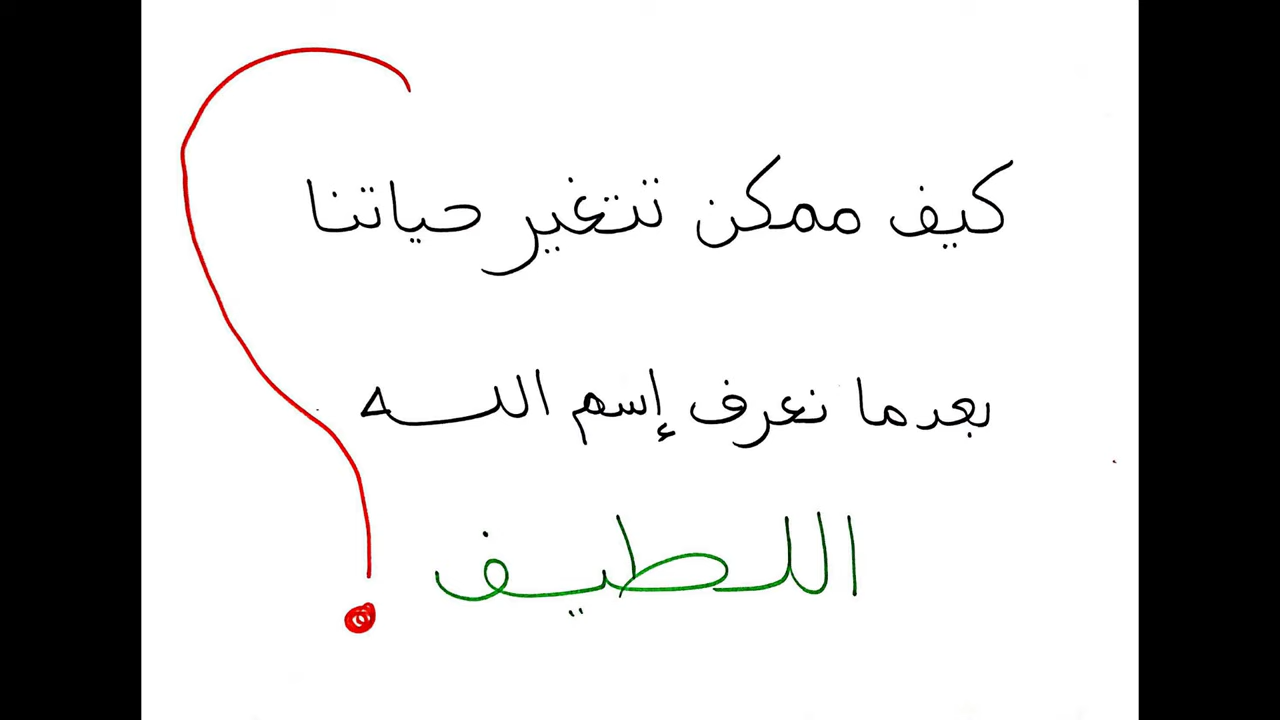 كيف ممكن تتغير حياتنا
بعدما نعرف إسم الله
اللطيف؟